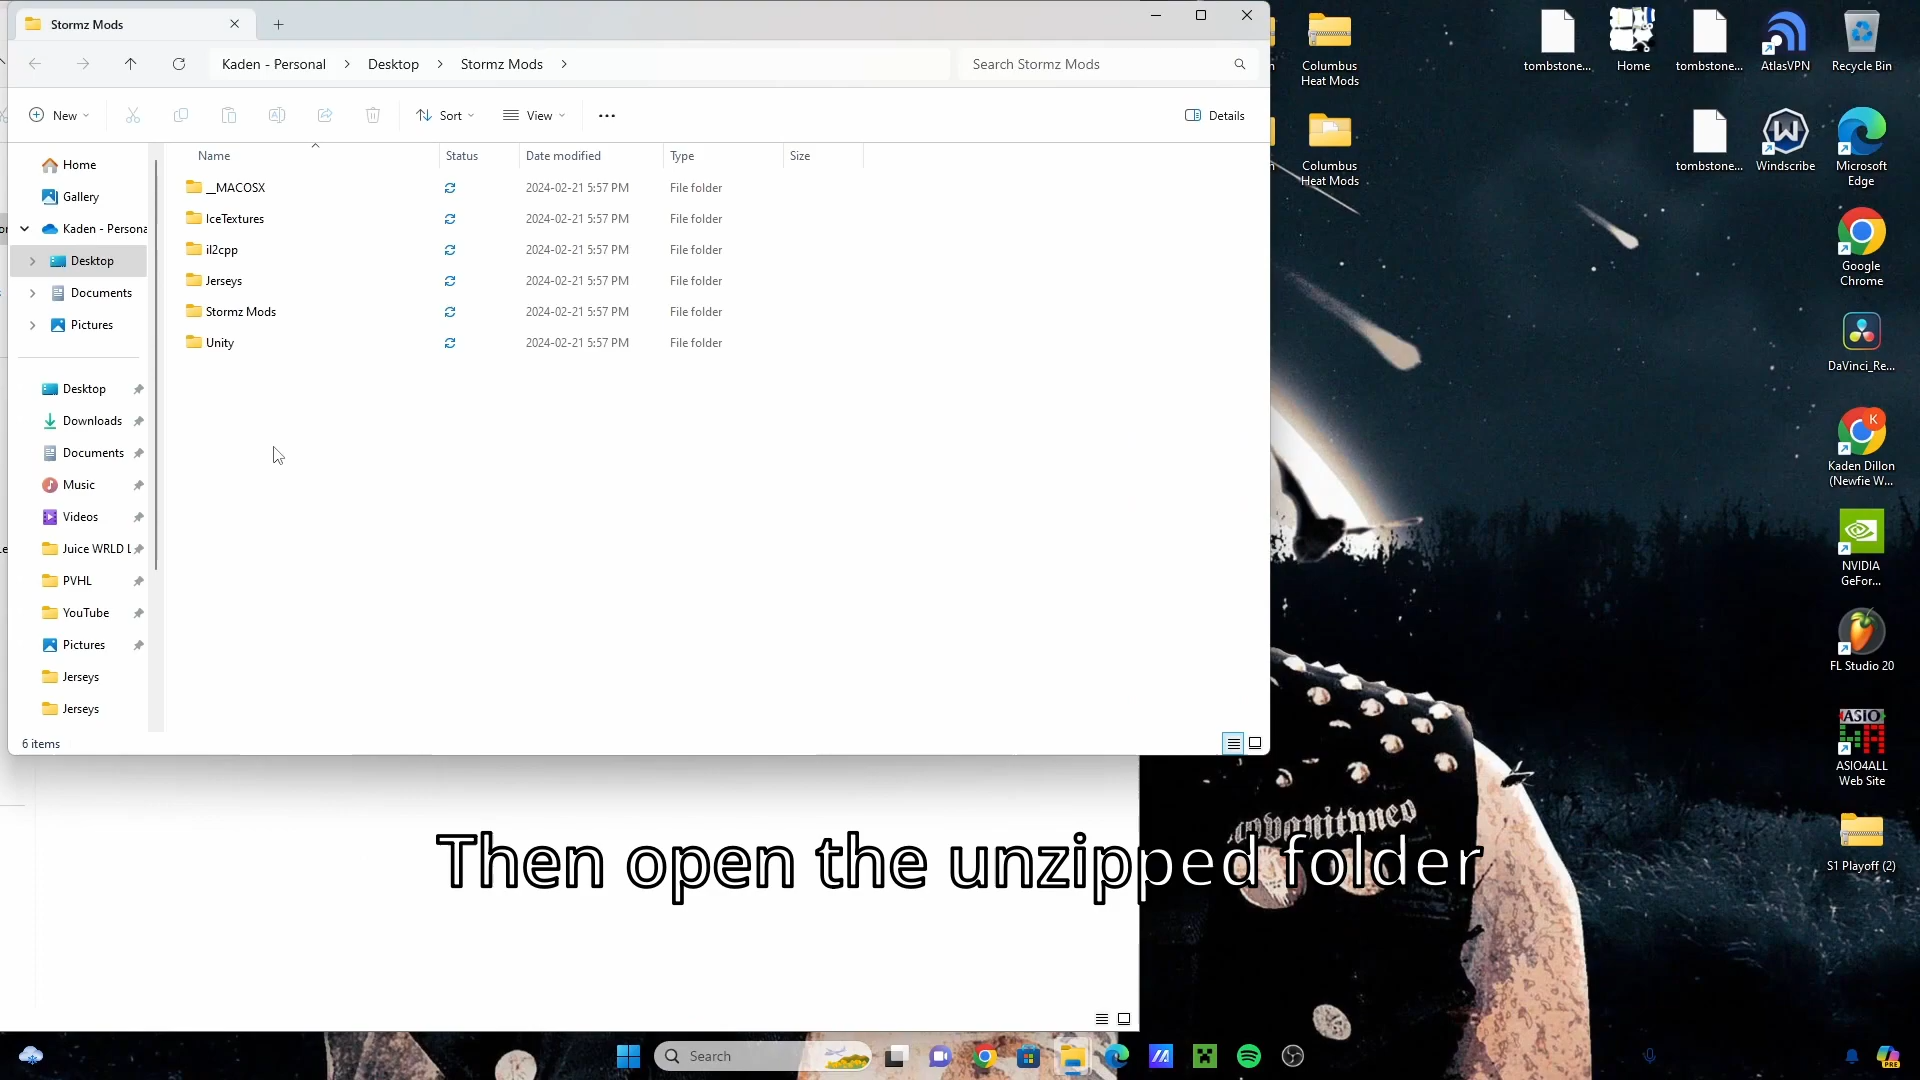 Stormz Mods
Kaden - Personal
Desktop
Stormz Mods
Search Stormz Mods
New
Sort
View
Details
Home
Gallery
Kaden - Persona
Desktop
Documents
Pictures
Desktop
Downloads
Documents
Music
Videos
Juice WRLD L
PVHL
YouTube
Pictures
Jerseys
Jerseys
Name
Status
Date modified
Type
Size
__MACOSX
2024-02-21 5:57 PM
File folder
IceTextures
2024-02-21 5:57 PM
File folder
il2cpp
2024-02-21 5:57 PM
File folder
Jerseys
2024-02-21 5:57 PM
File folder
Stormz Mods
2024-02-21 5:57 PM
File folder
Unity
2024-02-21 5:57 PM
File folder
6 items
Columbus
Heat Mods
Columbus
Heat Mods
tombstone...
Home
tombstone...
AtlasVPN
Recycle Bin
tombstone...
Windscribe
Microsoft
Edge
Google
Chrome
DaVinci_Re...
K
Kaden Dillon
(Newfie W...
NVIDIA
GeFor...
FL Studio 20
ASIO
ASIO4ALL
Web Site
S1 Playoff (2)
Then open the unzipped folder
Search
PRE